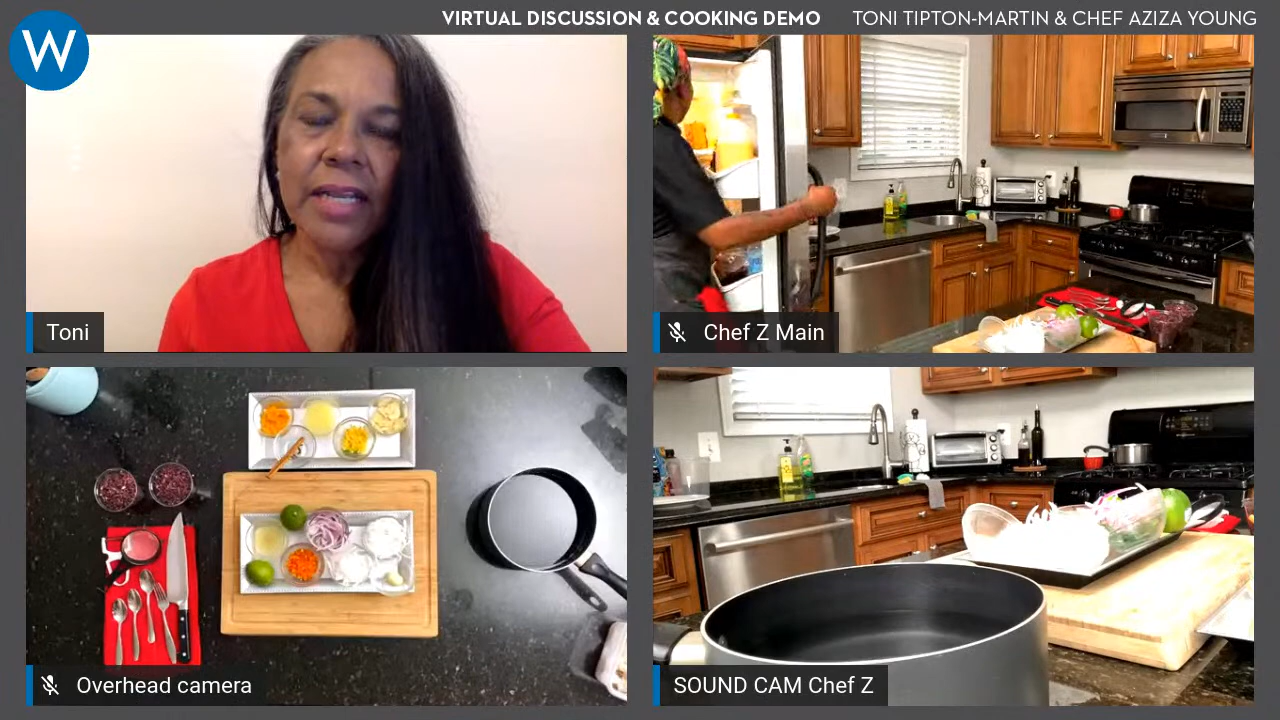 W
VIRTUAL DISCUSSION & COOKING DEMO TONI TIPTON-MARTIN & CHEF AZIZA YOUNG
Toni
Chef Z Main
Overhead camera
SOUND CAM Chef Z